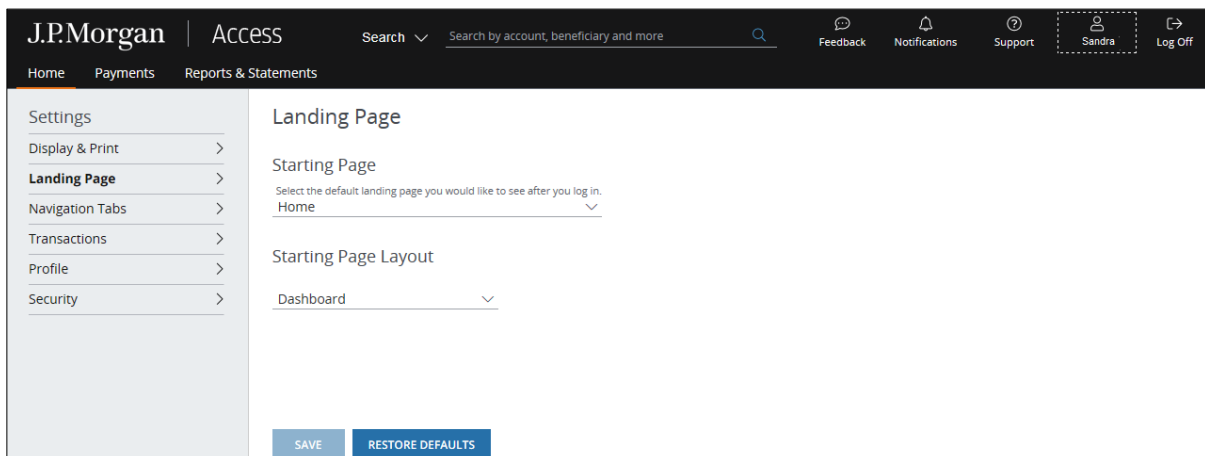 J.P.Morgan | Access Search Search by account, beneficiary and more Feedback Notifications Support Sandra Log Off
Home Payments Reports & Statements
Settings
Display & Print
Landing Page
Navigation Tabs
Transactions
Profile
Security
Landing Page
Starting Page
Select the default landing page you would like to see after you log in.
Home
Starting Page Layout
Dashboard
SAVE RESTORE DEFAULTS